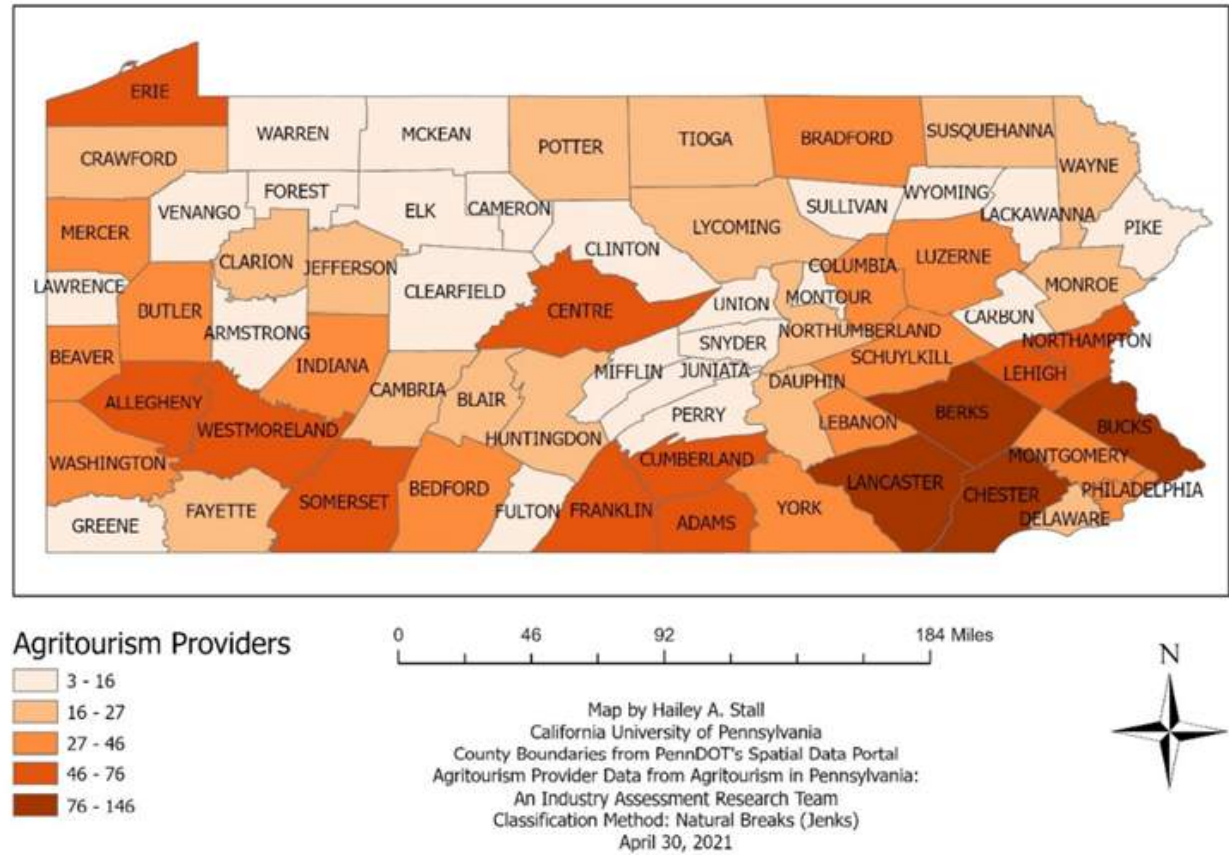 ERIE
WARREN
MCKEAN
POTTER
TIOGA
BRADFORD
SUSQUEHANNA
CRAWFORD
WAYNE
FOREST
VENANGO
ELK
CAMERON
SULLIVAN
WYOMING
LACKAWANNA
PIKE
MERCER
LYCOMING
CLINTON
CLARION
JEFFERSON
COLUMBIA
LUZERNE
LAWRENCE
CLEARFIELD
MONROE
BUTLER
CENTRE
UNION
MONTOUR
ARMSTRONG
CARBON
NORTHUMBERLAND
NORTHAMPTON
SNYDER
BEAVER
INDIANA
MIFFLIN
JUNIATA
SCHUYLKILL
LEHIGH
CAMBRIA
BLAIR
DAUPHIN
ALLEGHENY
PERRY
BERKS
WESTMORELAND
HUNTINGDON
LEBANON
BUCKS
WASHINGTON
CUMBERLAND
MONTGOMERY
SOMERSET
BEDFORD
LANCASTER
CHESTER
PHILADELPHIA
GREENE
FAYETTE
FULTON
FRANKLIN
ADAMS
YORK
DELAWARE
Agritourism Providers
3 - 16
16 - 27
27 - 46
46 - 76
76 - 146
0 46 92 184 Miles
Map by Hailey A. Stall
California University of Pennsylvania
County Boundaries from PennDOT's Spatial Data Portal
Agritourism Provider Data from Agritourism in Pennsylvania:
An Industry Assessment Research Team
Classification Method: Natural Breaks (Jenks)
April 30, 2021
N